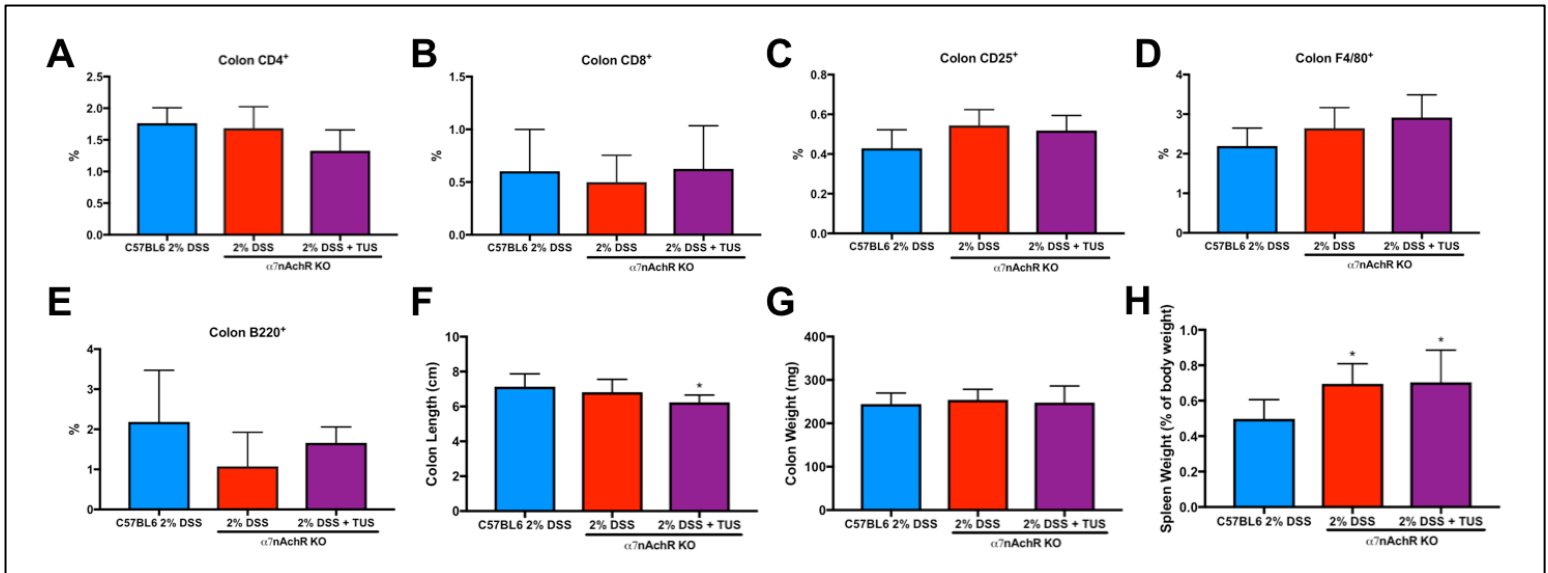 A
Colon CD4⁺
%
2.5
2.0
1.5
1.0
0.5
0.0
C57BL6 2% DSS 2% DSS 2% DSS + TUS
α7nAchR KO
B
Colon CD8⁺
%
1.5
1.0
0.5
0.0
C57BL6 2% DSS 2% DSS 2% DSS + TUS
α7nAchR KO
C
Colon CD25⁺
%
0.8
0.6
0.4
0.2
0.0
C57BL6 2% DSS 2% DSS 2% DSS + TUS
α7nAchR KO
D
Colon F4/80⁺
%
4
3
2
1
0
C57BL6 2% DSS 2% DSS 2% DSS + TUS
α7nAchR KO
E
Colon B220⁺
%
4
3
2
1
0
C57BL6 2% DSS 2% DSS 2% DSS + TUS
α7nAchR KO
F
Colon Length (cm)
10
8
6
4
2
0
*
C57BL6 2% DSS 2% DSS 2% DSS + TUS
α7nAchR KO
G
Colon Weight (mg)
400
300
200
100
0
C57BL6 2% DSS 2% DSS 2% DSS + TUS
α7nAchR KO
H
Spleen Weight (% of body weight)
1.0
0.8
0.6
0.4
0.2
0.0
* *
C57BL6 2% DSS 2% DSS 2% DSS + TUS
α7nAchR KO